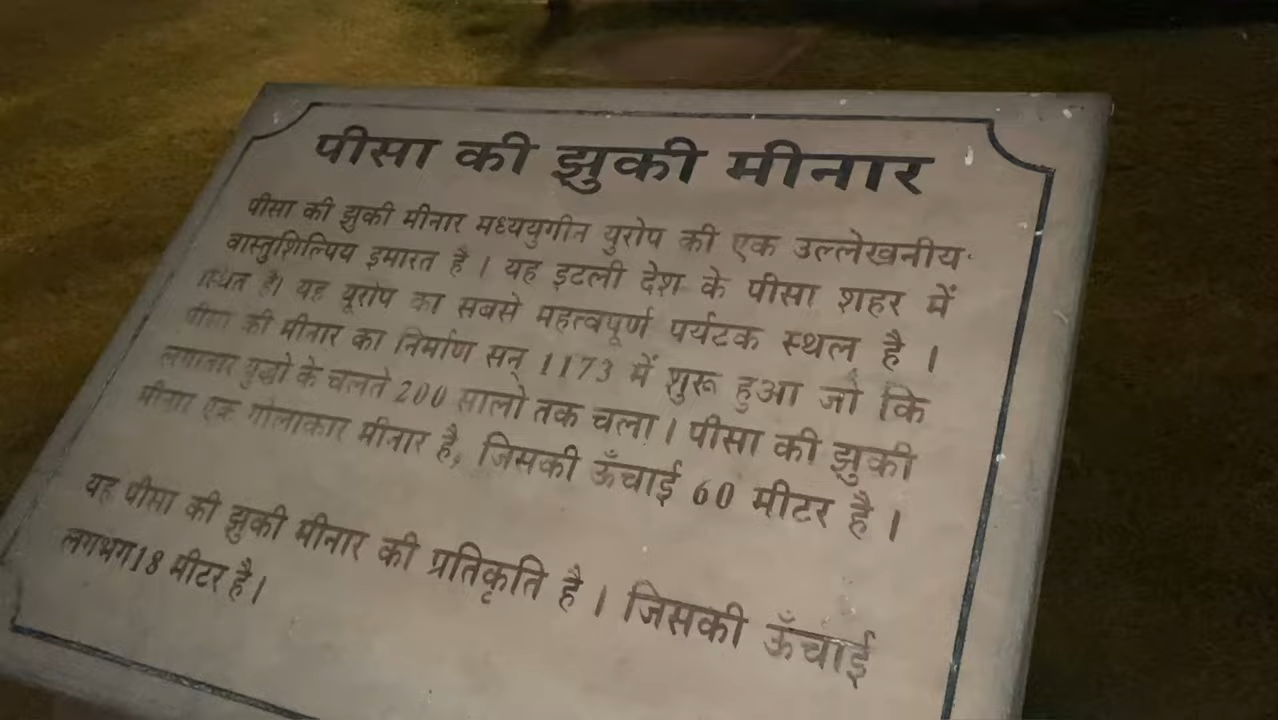 पीसा की झुकी मीनार
पीसा की झुकी मीनार मध्ययुगीन युरोप की एक उल्लेखनीय
वास्तुशिल्पिय इमारत है । यह इटली देश के पीसा शहर में
स्थित है। यह यूरोप का सबसे महत्वपूर्ण पर्यटक स्थल है ।
पीसा की मीनार का निर्माण सन् 1173 में शुरू हुआ जो कि
लगातार युद्धो के चलते 200 सालो तक चला । पीसा की झुकी
मीनार एक गोलाकार मीनार है, जिसकी ऊँचाई 60 मीटर है ।
यह पीसा की झुकी मीनार की प्रतिकृति है । जिसकी ऊँचाई
लगभग 18 मीटर है।